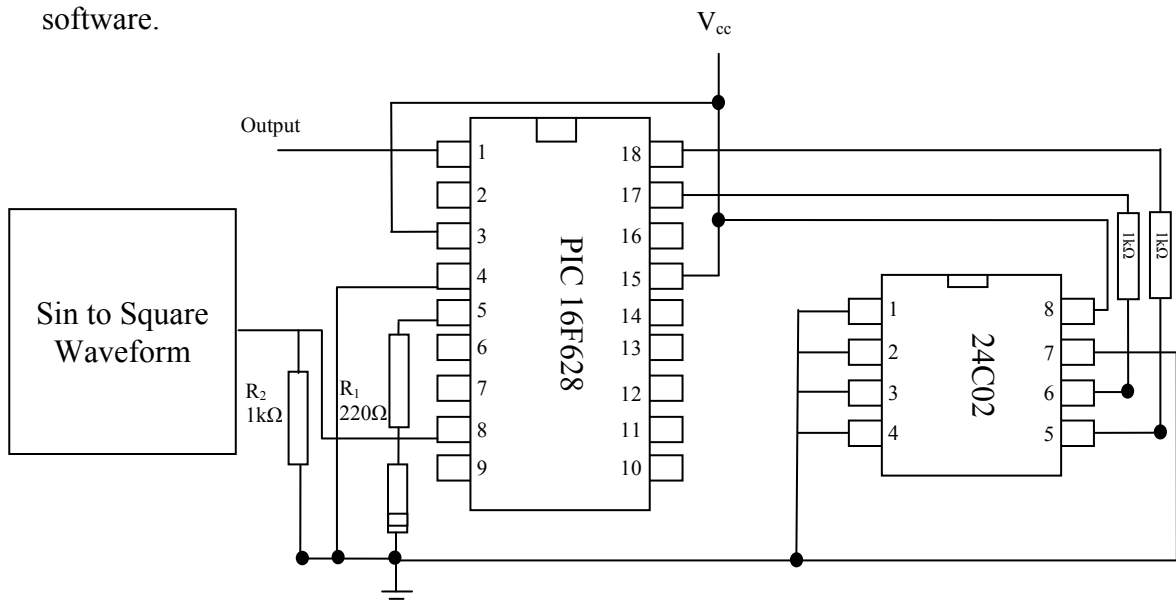 software.
V_cc
Output
Sin to Square
Waveform
R₂
1kΩ
R₁
220Ω
1
2
3
4
5
6
7
8
9
PIC 16F628
18
17
16
15
14
13
12
11
10
1kΩ
1kΩ
1
2
3
4
24C02
8
7
6
5